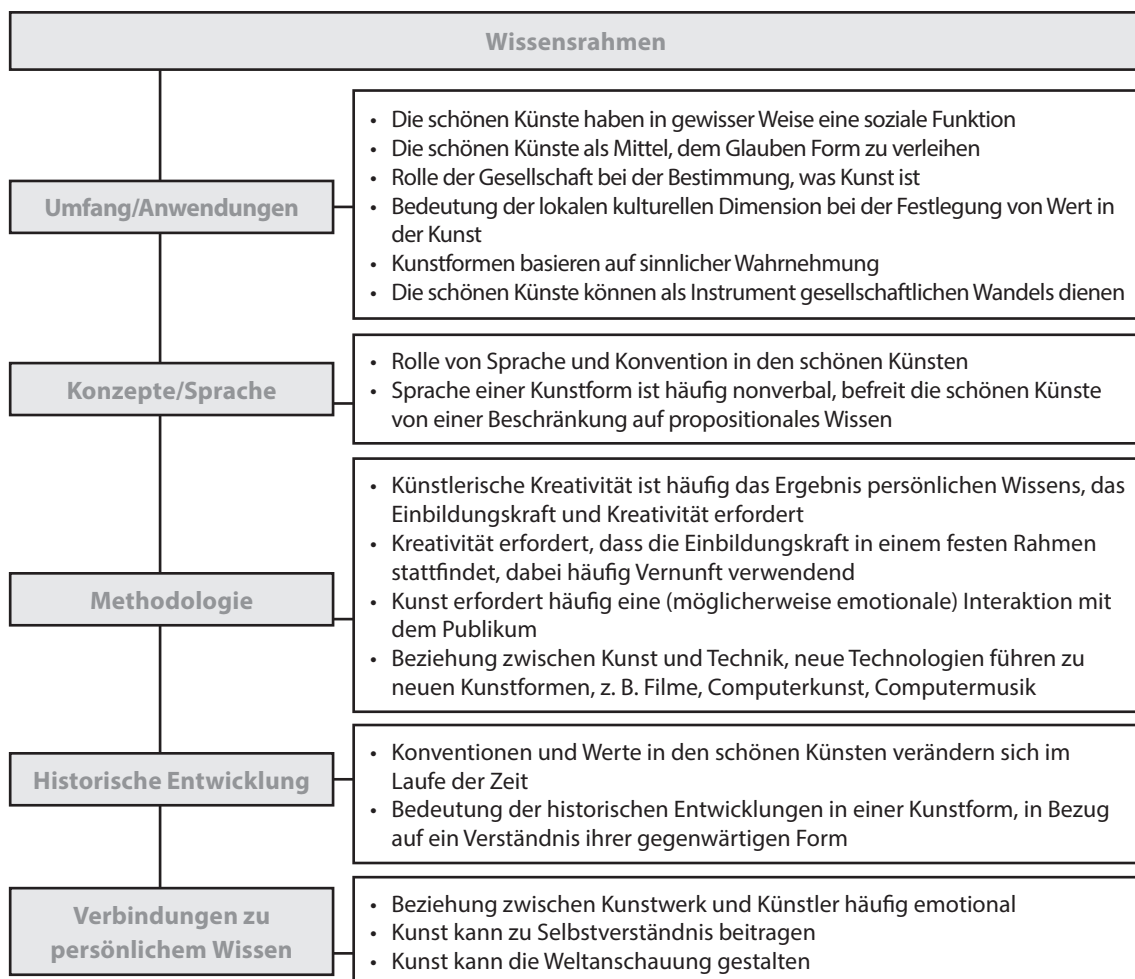 Wissensrahmen
Umfang/Anwendungen
• Die schönen Künste haben in gewisser Weise eine soziale Funktion
• Die schönen Künste als Mittel, dem Glauben Form zu verleihen
• Rolle der Gesellschaft bei der Bestimmung, was Kunst ist
• Bedeutung der lokalen kulturellen Dimension bei der Festlegung von Wert in
der Kunst
• Kunstformen basieren auf sinnlicher Wahrnehmung
• Die schönen Künste können als Instrument gesellschaftlichen Wandels dienen
Konzepte/Sprache
• Rolle von Sprache und Konvention in den schönen Künsten
• Sprache einer Kunstform ist häufig nonverbal, befreit die schönen Künste
von einer Beschränkung auf propositionales Wissen
Methodologie
• Künstlerische Kreativität ist häufig das Ergebnis persönlichen Wissens, das
Einbildungskraft und Kreativität erfordert
• Kreativität erfordert, dass die Einbildungskraft in einem festen Rahmen
stattfindet, dabei häufig Vernunft verwendend
• Kunst erfordert häufig eine (möglicherweise emotionale) Interaktion mit
dem Publikum
• Beziehung zwischen Kunst und Technik, neue Technologien führen zu
neuen Kunstformen, z. B. Filme, Computerkunst, Computermusik
Historische Entwicklung
• Konventionen und Werte in den schönen Künsten verändern sich im
Laufe der Zeit
• Bedeutung der historischen Entwicklungen in einer Kunstform, in Bezug
auf ein Verständnis ihrer gegenwärtigen Form
Verbindungen zu
persönlichem Wissen
• Beziehung zwischen Kunstwerk und Künstler häufig emotional
• Kunst kann zu Selbstverständnis beitragen
• Kunst kann die Weltanschauung gestalten